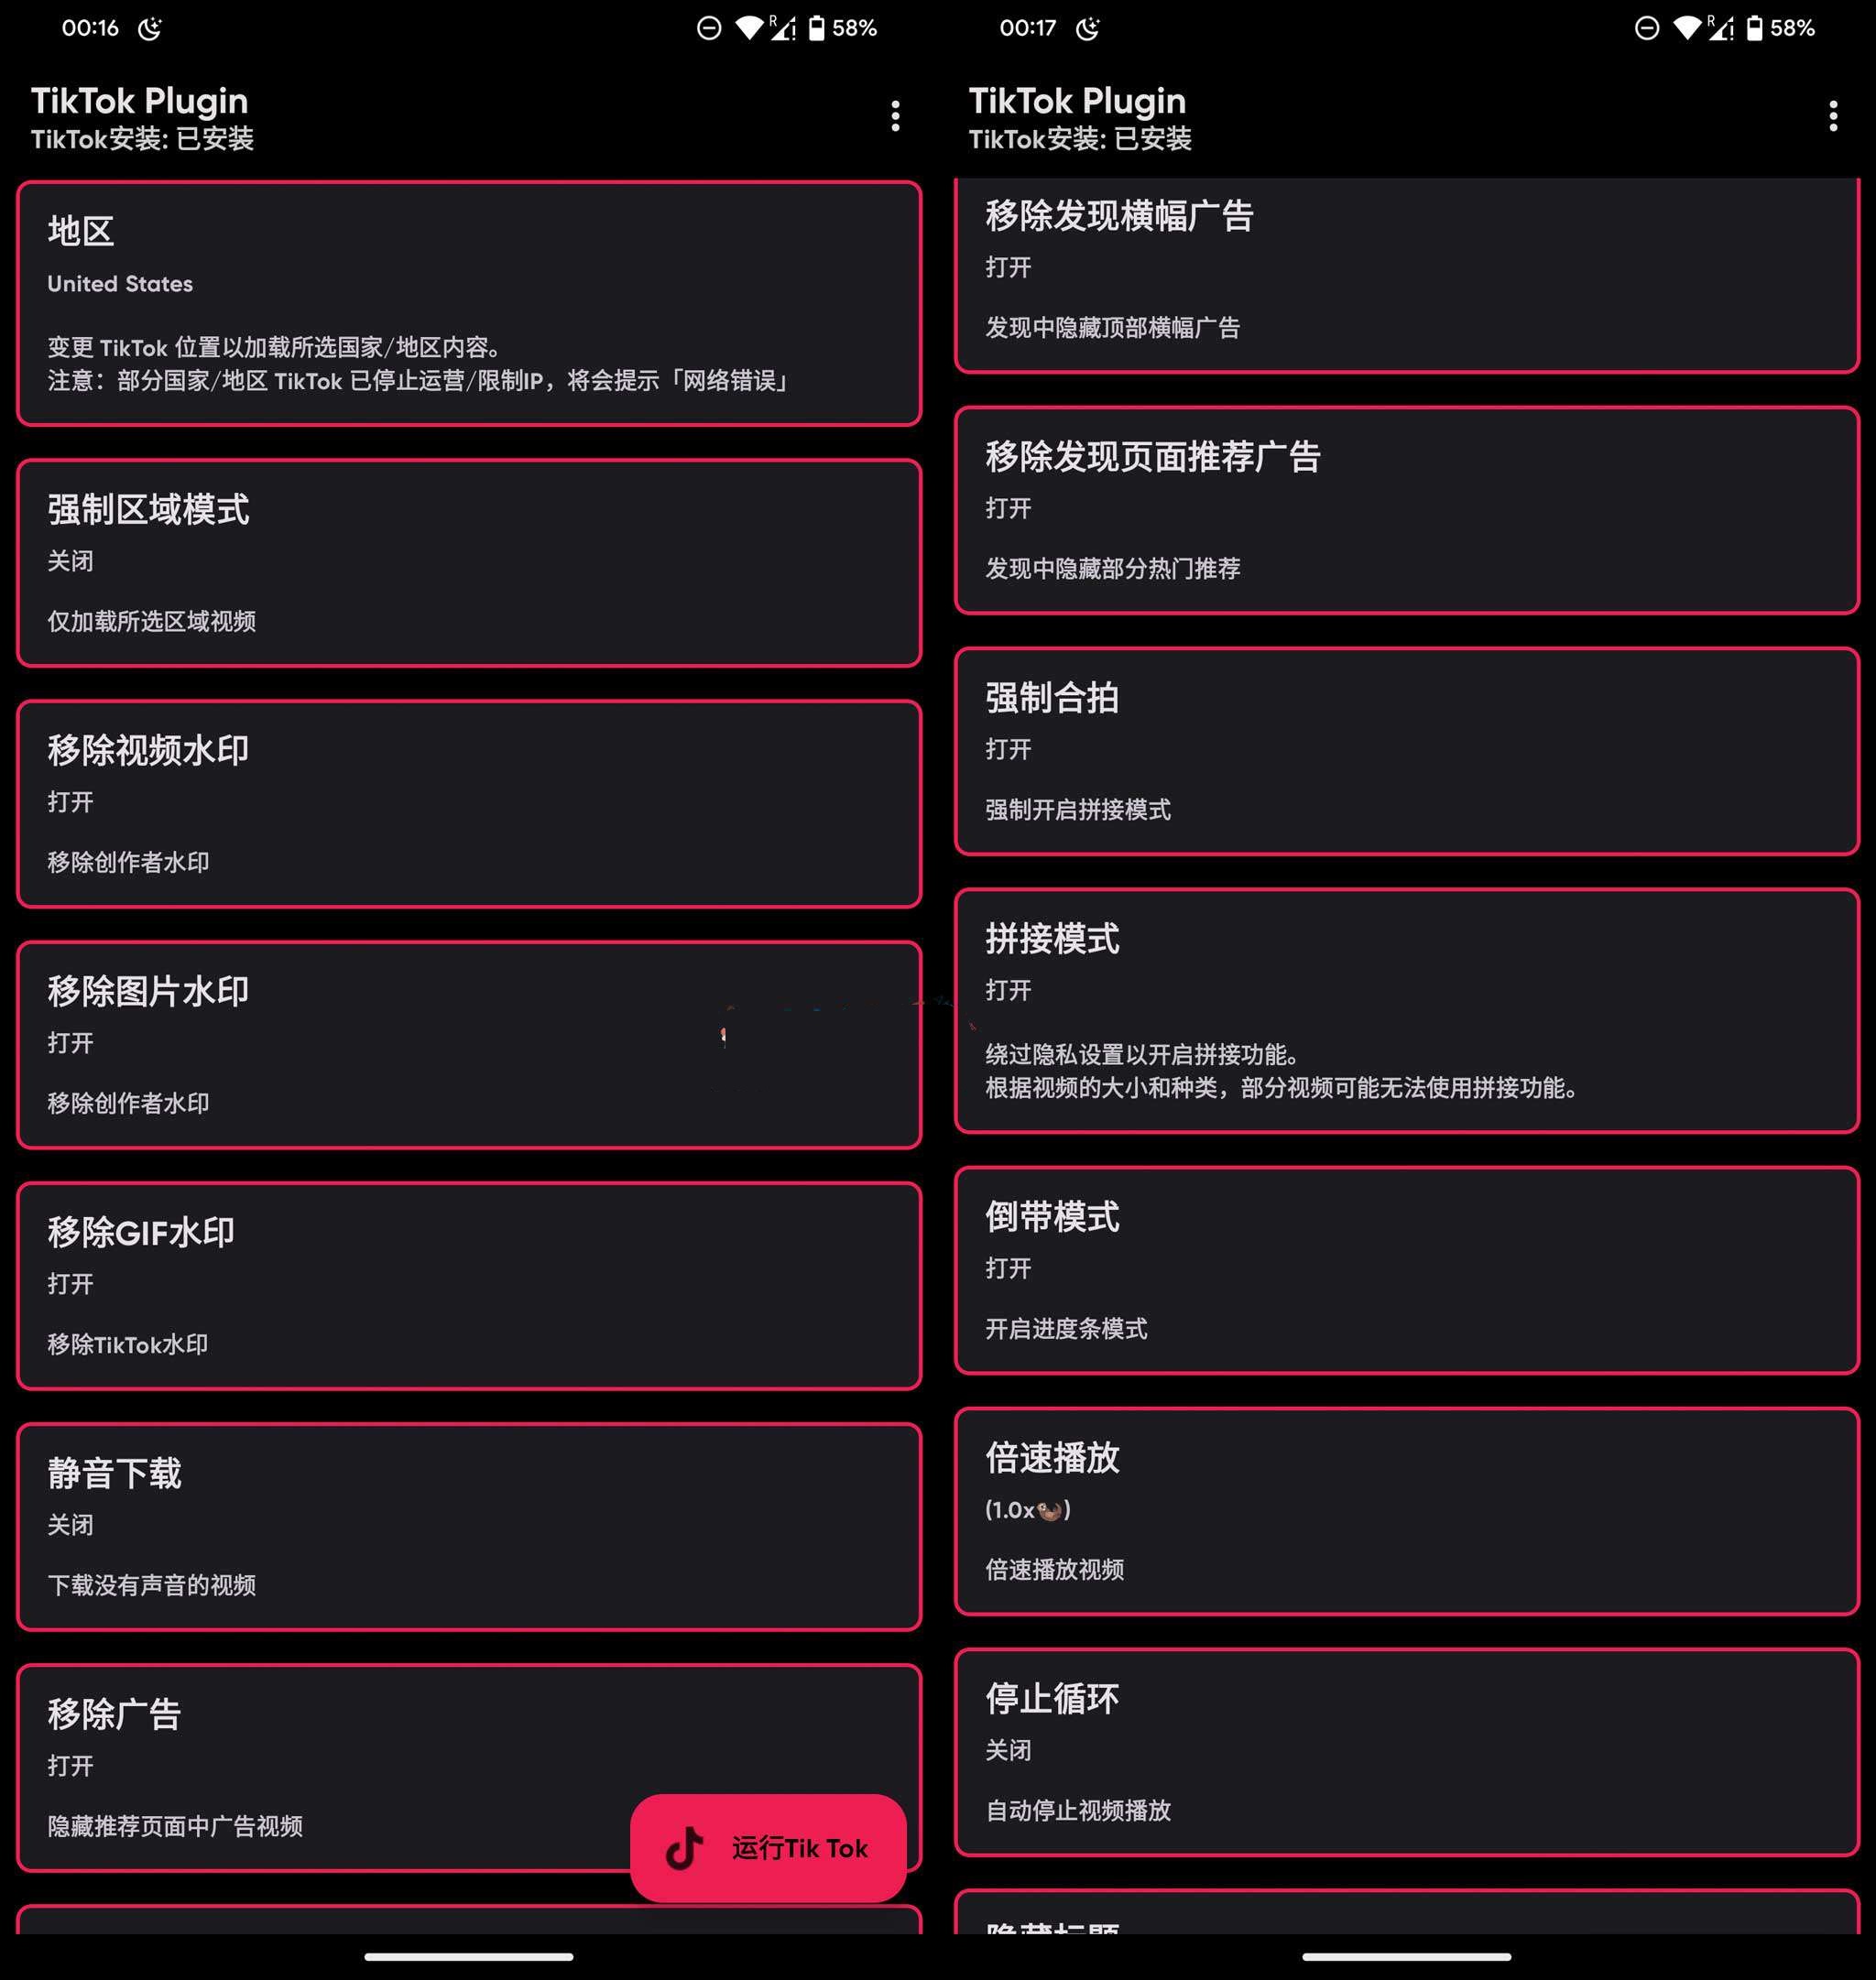 00:16
58%
TikTok Plugin
TikTok安装: 已安装
地区
United States
变更 TikTok 位置以加载所选国家/地区内容。
注意：部分国家/地区 TikTok 已停止运营/限制IP，将会提示「网络错误」
强制区域模式
关闭
仅加载所选区域视频
移除视频水印
打开
移除创作者水印
移除图片水印
打开
移除创作者水印
移除GIF水印
打开
移除TikTok水印
静音下载
关闭
下载没有声音的视频
移除广告
打开
隐藏推荐页面中广告视频
运行Tik Tok
00:17
R
58%
TikTok Plugin
TikTok安装: 已安装
移除发现横幅广告
打开
发现中隐藏顶部横幅广告
移除发现页面推荐广告
打开
发现中隐藏部分热门推荐
强制合拍
打开
强制开启拼接模式
拼接模式
打开
绕过隐私设置以开启拼接功能。
根据视频的大小和种类，部分视频可能无法使用拼接功能。
倒带模式
打开
开启进度条模式
倍速播放
(1.0x🦦)
倍速播放视频
停止循环
关闭
自动停止视频播放
隐藏标题